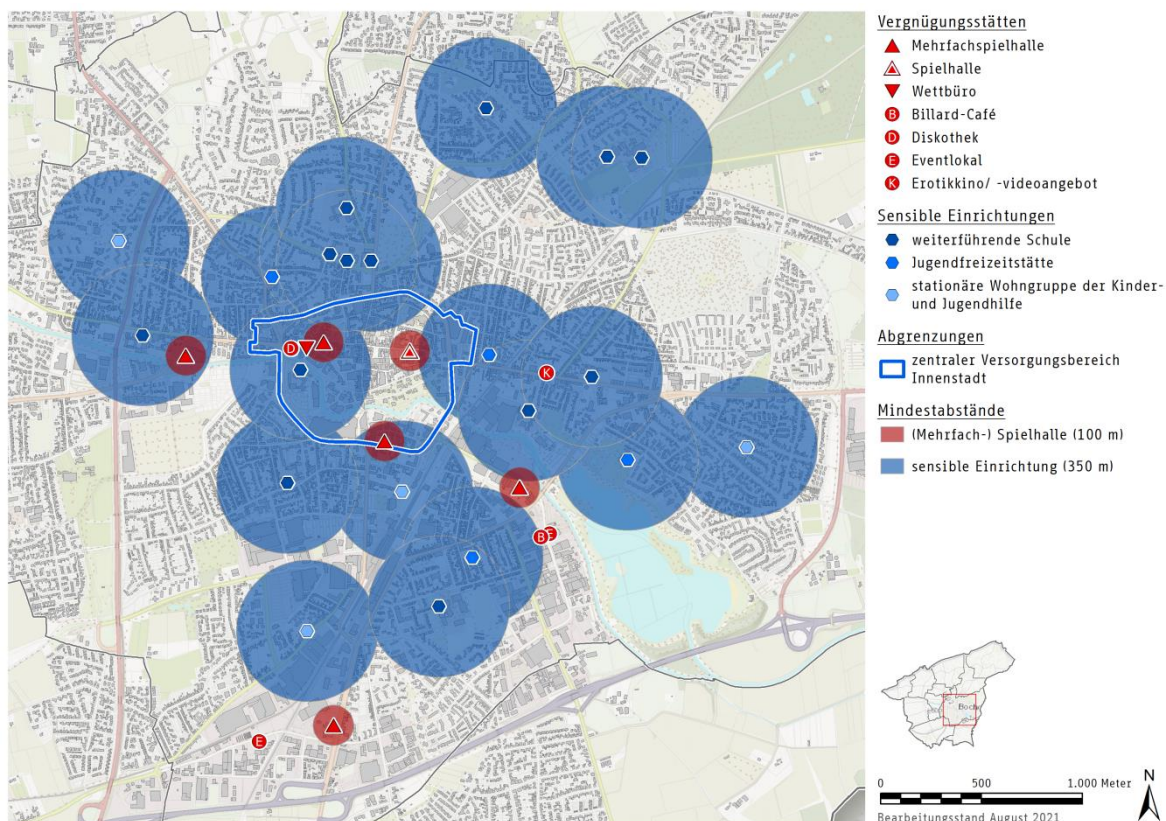 Vergnügungsstätten
Mehrfachspielhalle
Spielhalle
Wettbüro
B Billard-Café
D Diskothek
E Eventlokal
K Erotikkino/ -videoangebot
Sensible Einrichtungen
weiterführende Schule
Jugendfreizeitstätte
stationäre Wohngruppe der Kinder-
und Jugendhilfe
Abgrenzungen
zentraler Versorgungsbereich
Innenstadt
Mindestabstände
(Mehrfach-) Spielhalle (100 m)
sensible Einrichtung (350 m)
D
K
B
E
E
Boch
0 500 1.000 Meter
N
Bearbeitungsstand August 2021